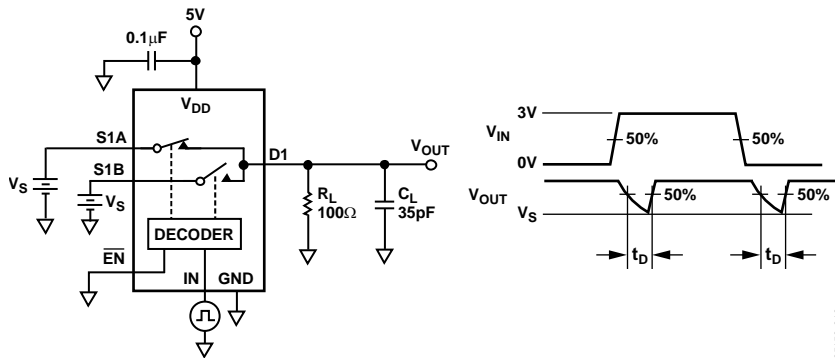 5V
0.1μF
VDD
S1A
D1
VOUT
S1B
VS
VS
RL
100Ω
CL
35pF
DECODER
EN
IN
GND
3V
VIN
50%
50%
0V
VOUT
50%
50%
VS
tD
tD